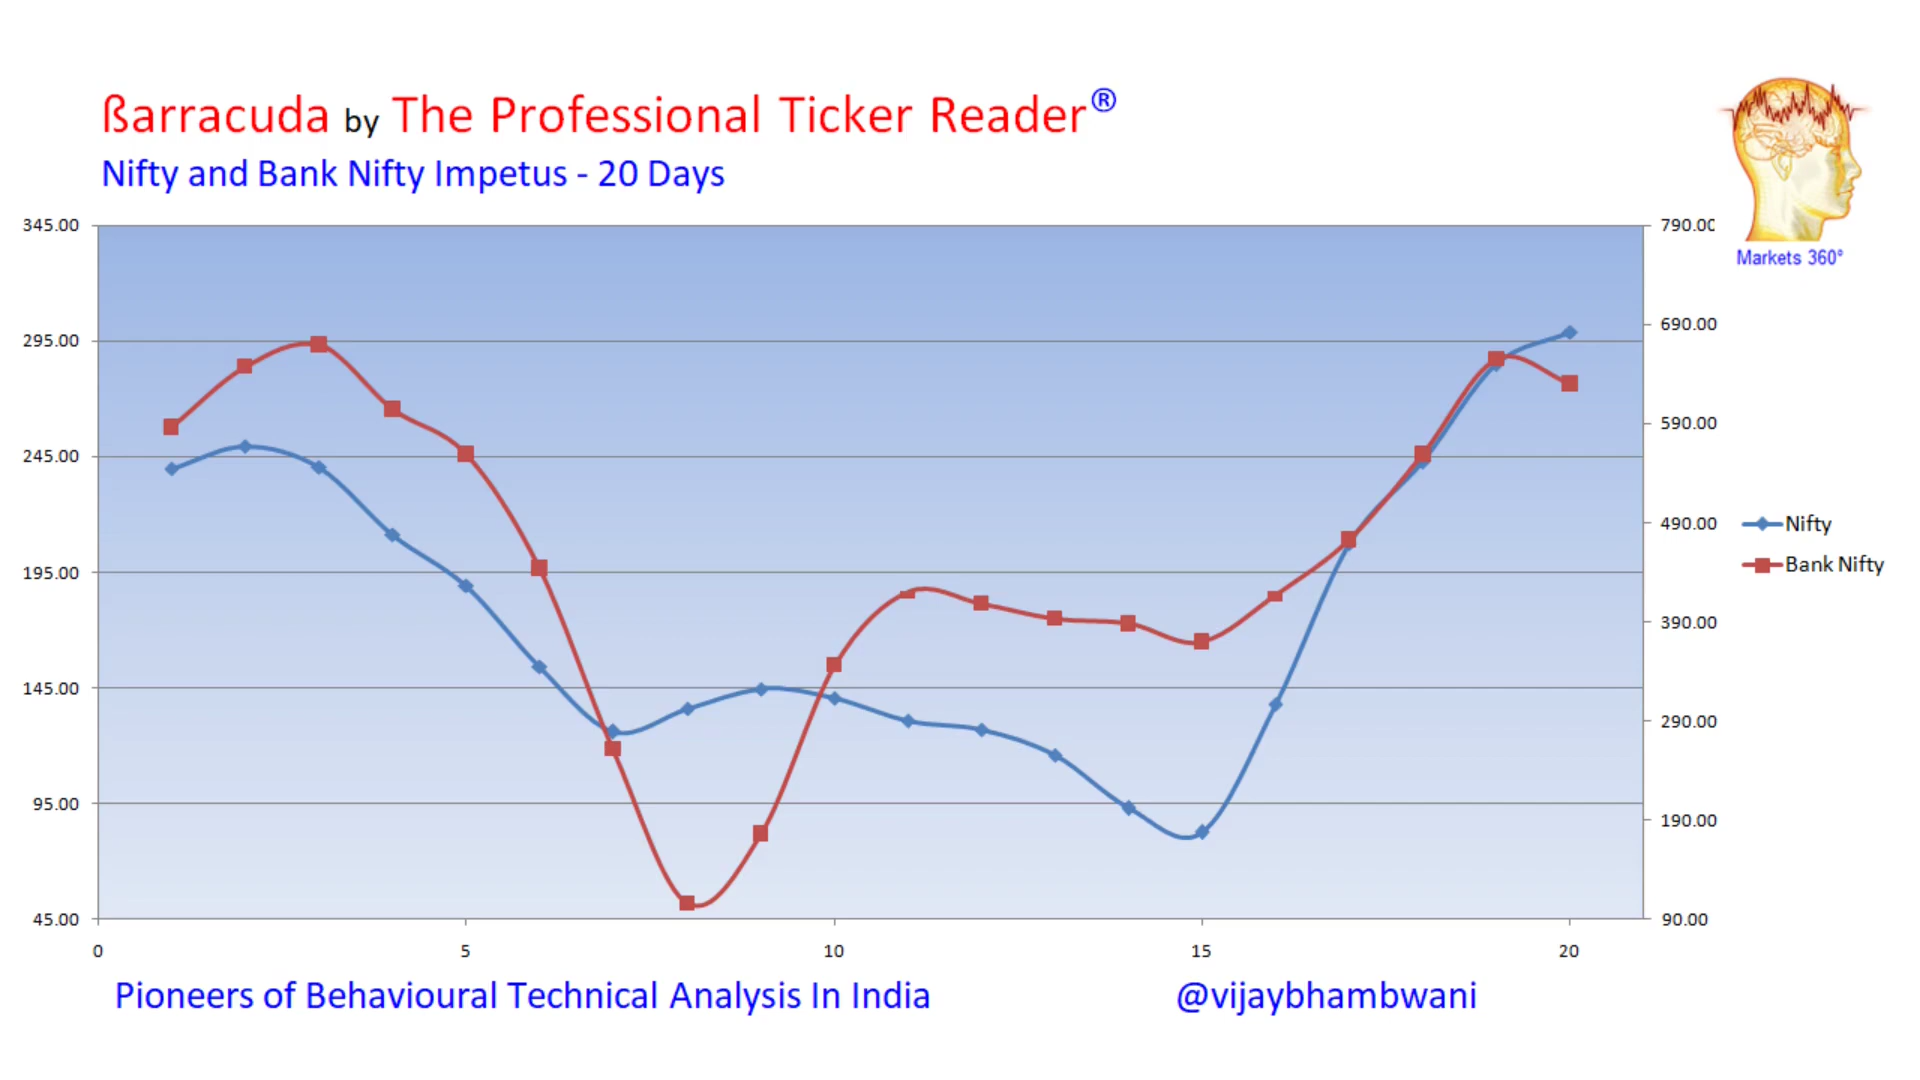 ßarracuda by The Professional Ticker Reader®
Nifty and Bank Nifty Impetus - 20 Days
Markets 360°
345.00
295.00
245.00
195.00
145.00
95.00
45.00
790.00
690.00
590.00
490.00
390.00
290.00
190.00
90.00
Nifty
Bank Nifty
0 5 10 15 20
Pioneers of Behavioural Technical Analysis In India @vijaybhambwani